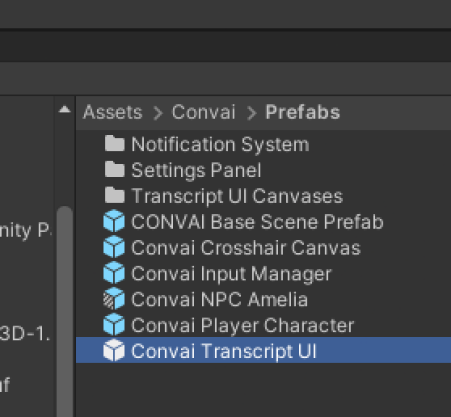 Assets > Convai > Prefabs
Notification System
Settings Panel
Transcript UI Canvases
CONVAI Base Scene Prefab
nity P
Convai Crosshair Canvas
Convai Input Manager
Convai NPC Amelia
Convai Player Character
3D-1.
Convai Transcript UI
uf